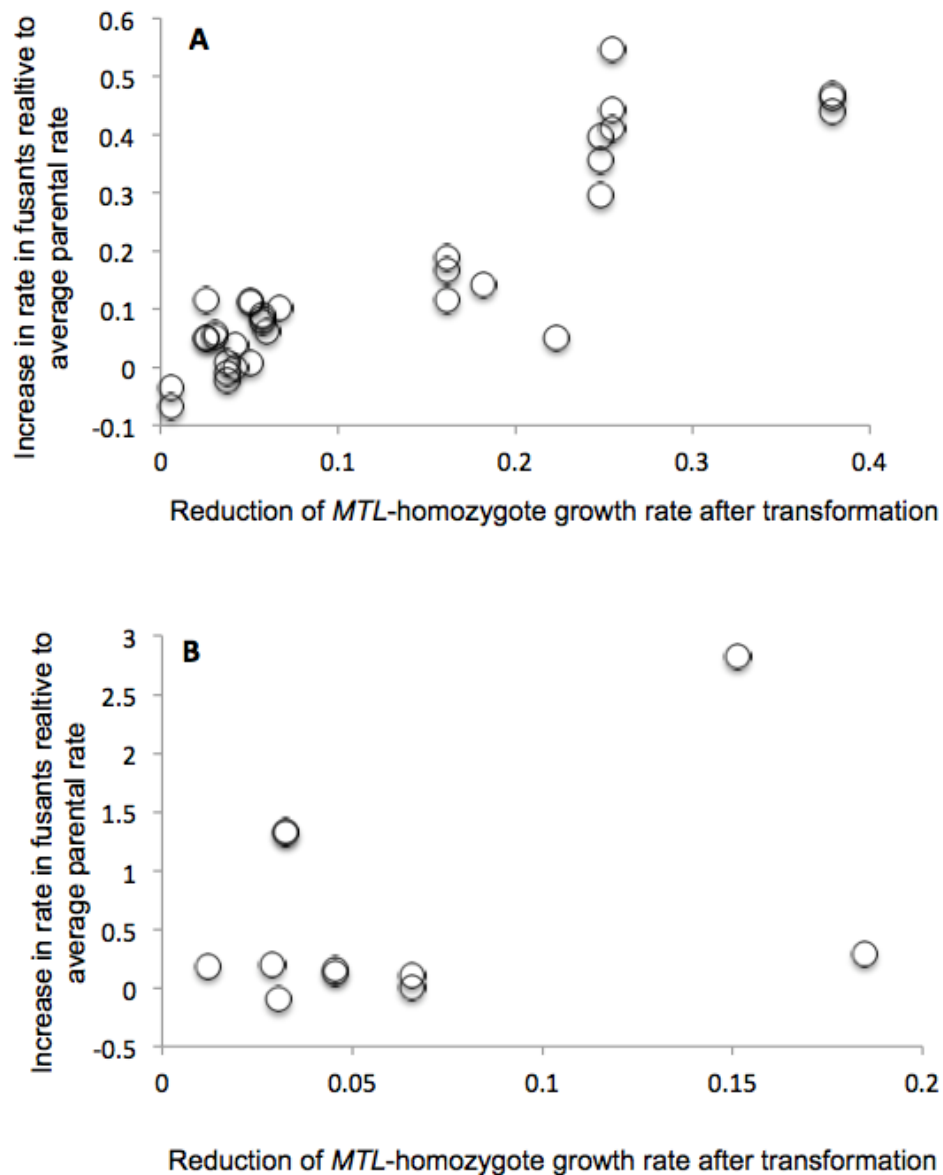 A
Increase in rate in fusants realtive to
average parental rate
0.6
0.5
0.4
0.3
0.2
0.1
0
-0.1
0 0.1 0.2 0.3 0.4
Reduction of MTL-homozygote growth rate after transformation
B
Increase in rate in fusants realtive to
average parental rate
3
2.5
2
1.5
1
0.5
0
-0.5
0 0.05 0.1 0.15 0.2
Reduction of MTL-homozygote growth rate after transformation